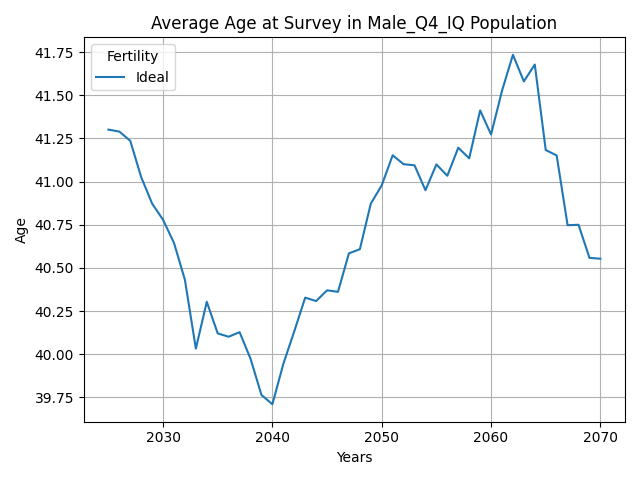 Average Age at Survey in Male_Q4_IQ Population
Fertility
Ideal
41.75
41.50
41.25
41.00
40.75
40.50
40.25
40.00
39.75
Age
2030 2040 2050 2060 2070
Years